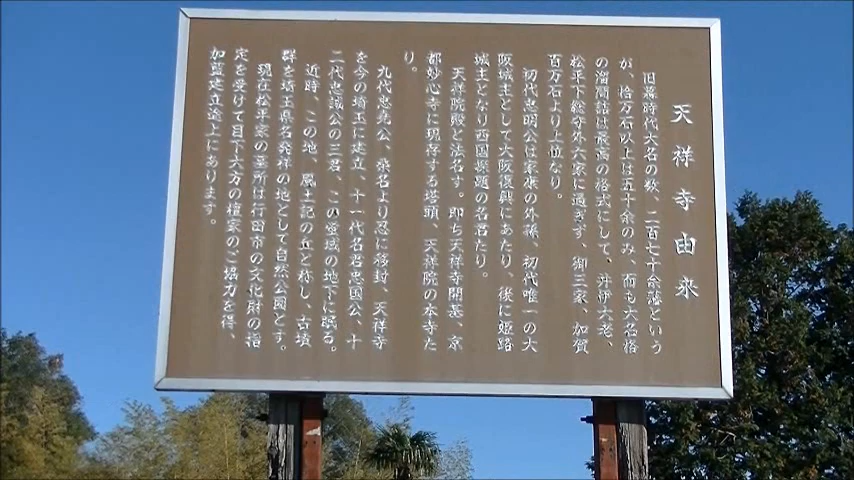 天祥寺由来
旧幕時代大名の数、二百七十余藩という
が、拾万石以上は五十余のみ、而も大名格
の溜間詰は最高の格式にして、井伊大老、
松平下総守外六家に過ぎず、御三家、加賀
百万石より上位なり。
初代忠明公は家康の外孫、初代唯一の大
阪城主として大阪復興にあたり、後に姫路
城主となり西国探題の名君たり。
天祥院殿と法名す。即ち天祥寺開基、京
都妙心寺に現存する塔頭、天祥院の本寺た
り。
九代忠堯公、桑名より忍に移封、天祥寺
を今の埼玉に建立、十一代名君忠国公、十
二代忠誠公の三君、この霊域の地下に眠る。
近時、この地、風土記の丘と称し、古墳
群を埼玉県名発祥の地として自然公園とす。
現在松平家の墓所は行田市の文化財の指
定を受けて目下六方の檀家のご協力を得、
加盟建立途上にあります。